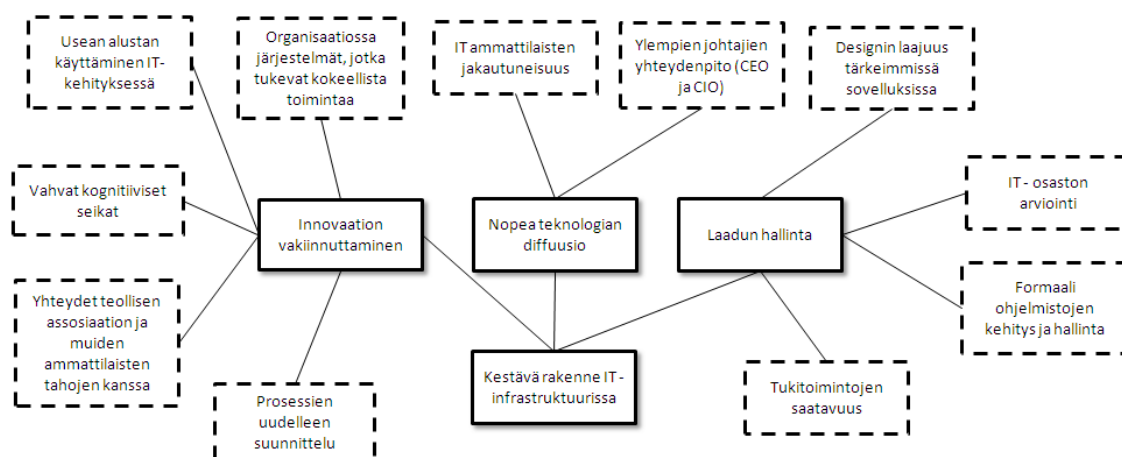 Usean alustan
käyttäminen IT-
kehityksessä
Organisaatiossa
järjestelmät, jotka
tukevat kokeellista
toimintaa
IT ammattilaisten
jakautuneisuus
Ylempien johtajien
yhteydenpito (CEO
ja CIO)
Designin laajuus
tärkeimmissä
sovelluksissa
Vahvat kognitiiviset
seikat
Innovaation
vakiinnuttaminen
Nopea teknologian
diffuusio
Laadun hallinta
IT - osaston
arviointi
Yhteydet teollisen
assosiaation ja
muiden
ammattilaisten
tahojen kanssa
Formaali
ohjelmistojen
kehitys ja hallinta
Kestävä rakenne IT -
infrastruktuurissa
Tukitoimintojen
saatavuus
Prosessien
uudelleen
suunnittelu